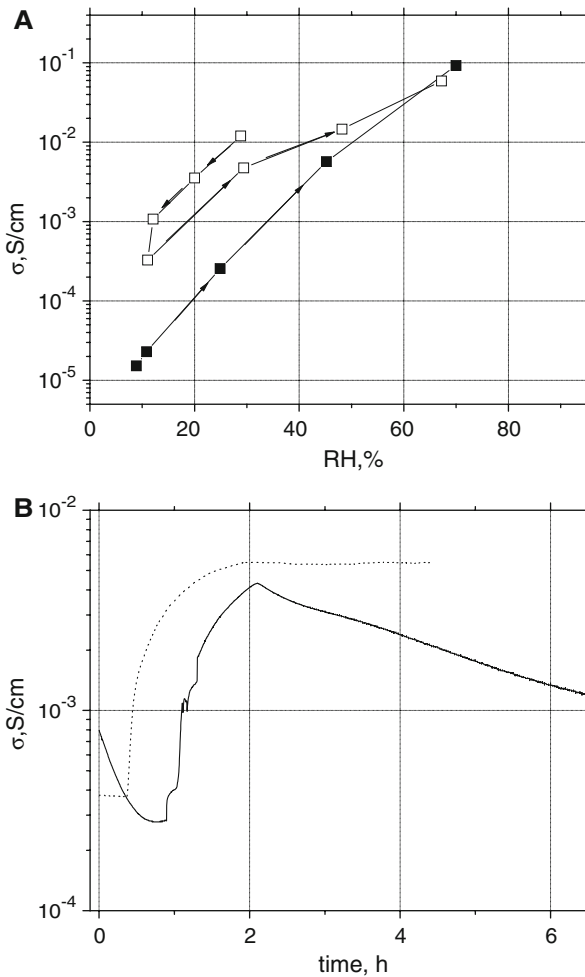 A
σ,S/cm
10⁻¹
10⁻²
10⁻³
10⁻⁴
10⁻⁵
0 20 40 60 80
RH,%
B
σ,S/cm
10⁻²
10⁻³
10⁻⁴
0 2 4 6
time, h